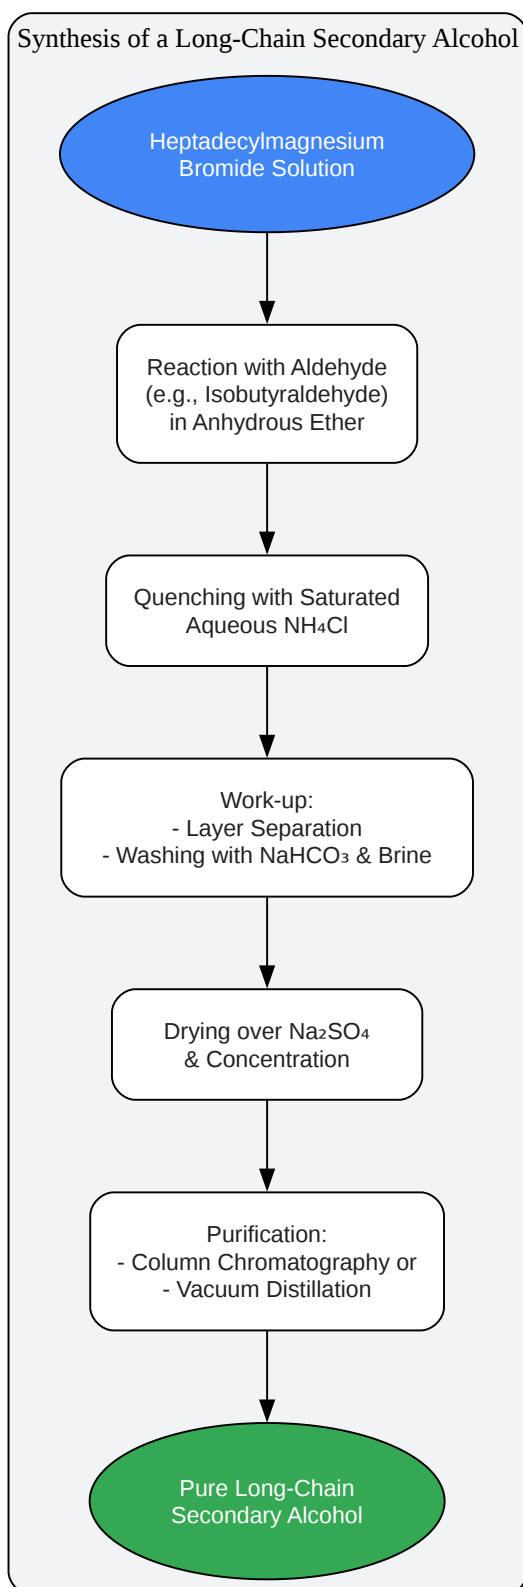 Synthesis of a Long-Chain Secondary Alcohol
Heptadecylmagnesium
Bromide Solution
Reaction with Aldehyde
(e.g., Isobutyraldehyde)
in Anhydrous Ether
Quenching with Saturated
Aqueous NH₄Cl
Work-up:
- Layer Separation
- Washing with NaHCO₃ & Brine
Drying over Na₂SO₄
& Concentration
Purification:
- Column Chromatography or
- Vacuum Distillation
Pure Long-Chain
Secondary Alcohol